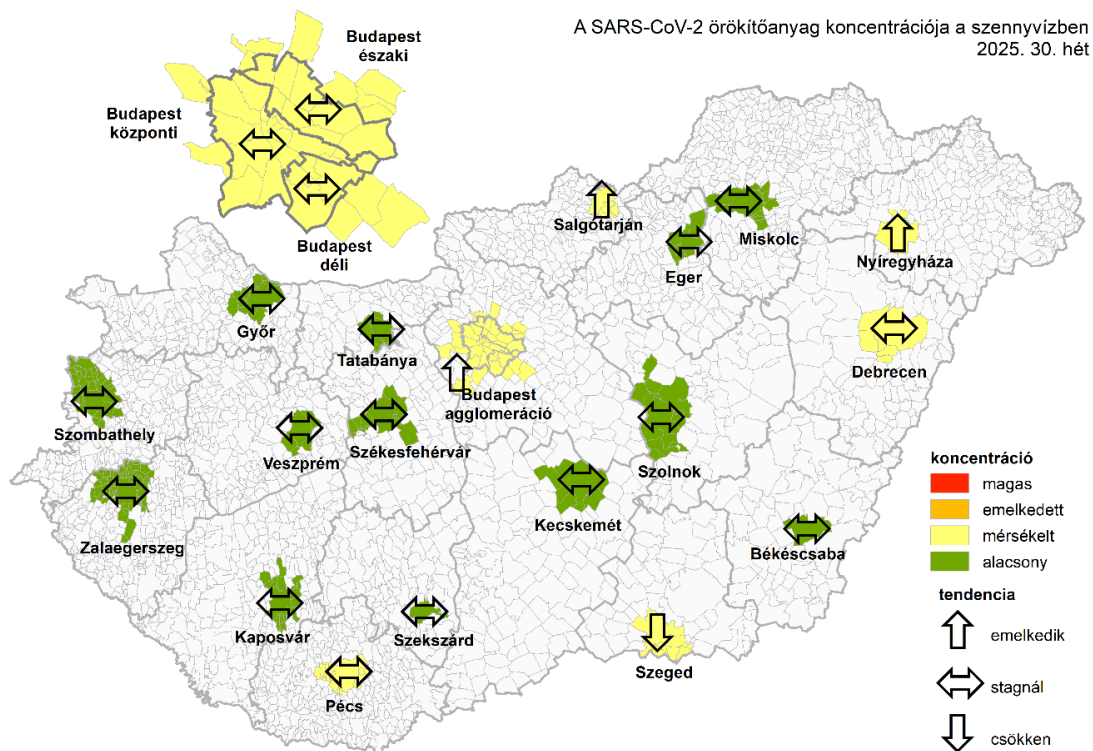 A SARS-CoV-2 örökítőanyag koncentrációja a szennyvízben
2025. 30. hét
Budapest
északi
Budapest
központi
Budapest
déli
Salgótarján
Miskolc
Eger
Nyíregyháza
Győr
Tatabánya
Debrecen
Budapest
agglomeráció
Szombathely
Veszprém
Székesfehérvár
Szolnok
Zalaegerszeg
Kecskemét
Békéscsaba
Kaposvár
Szekszárd
Szeged
Pécs
koncentráció
magas
emelkedett
mérsékelt
alacsony
tendencia
emelkedik
stagnál
csökken